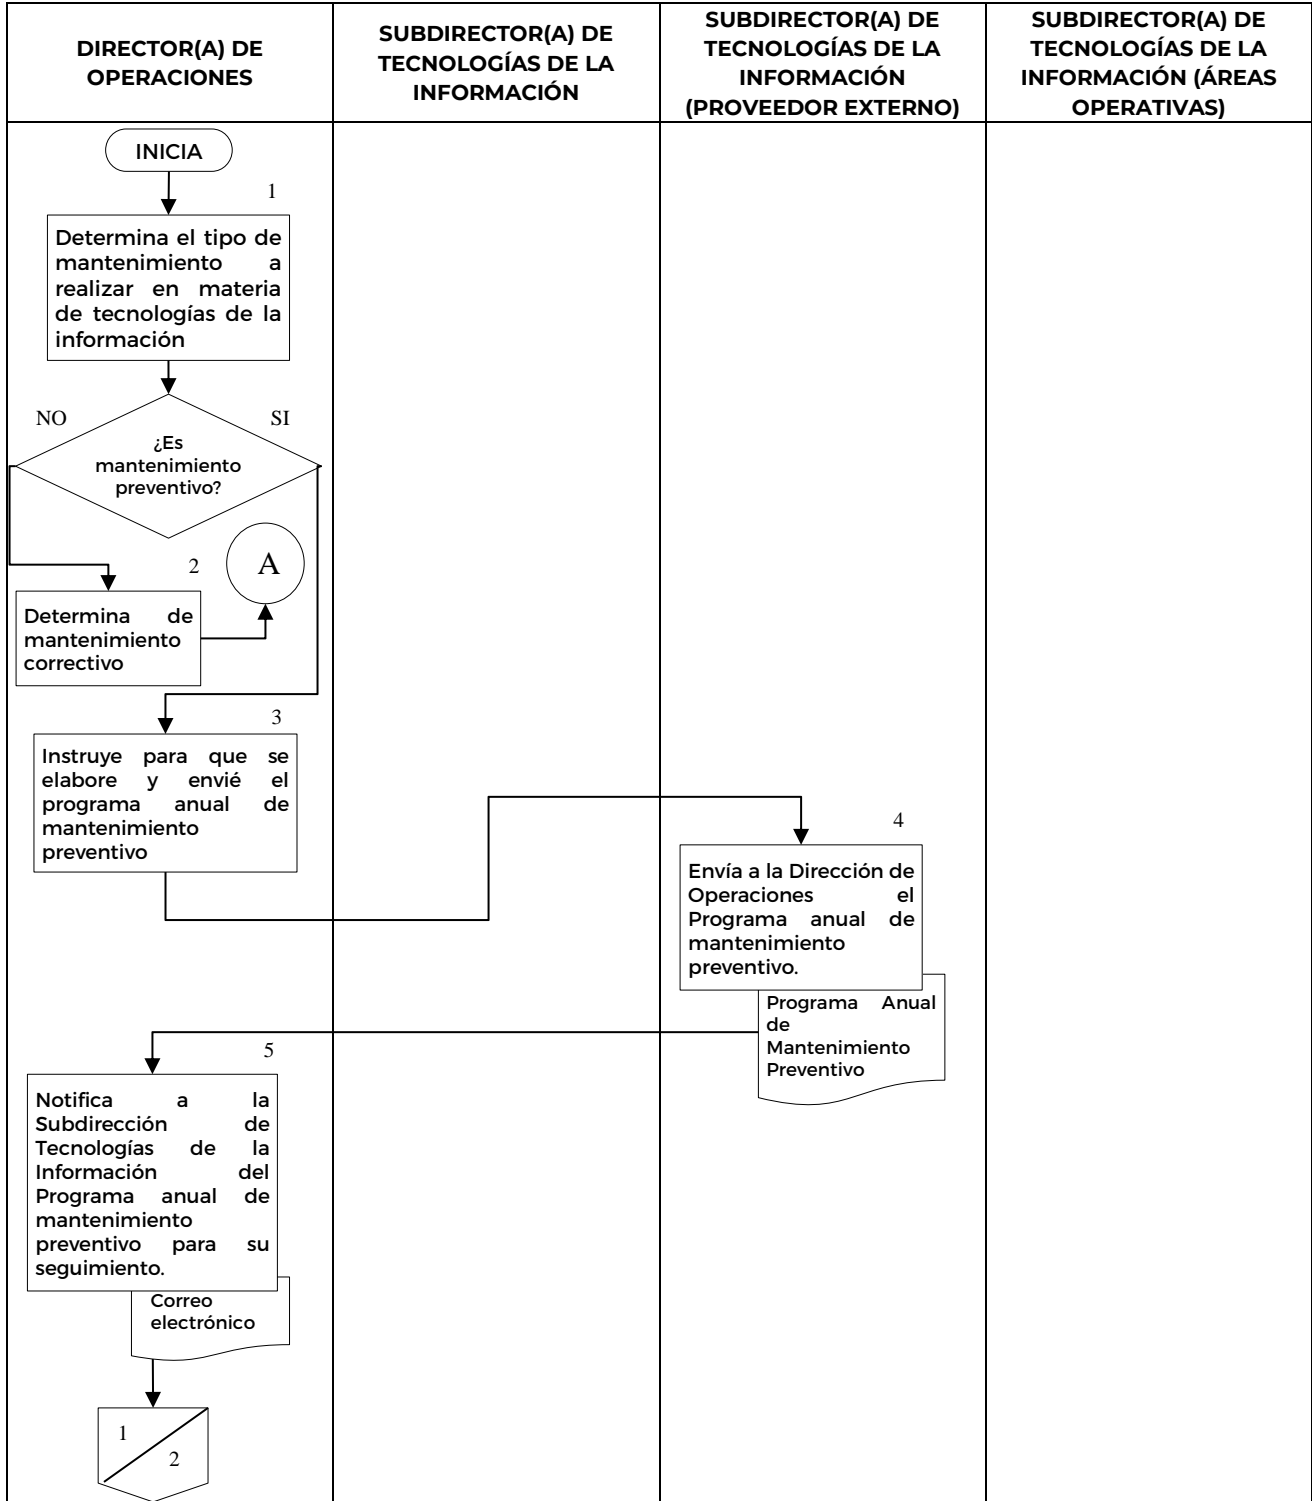 DIRECTOR(A) DE
OPERACIONES
SUBDIRECTOR(A) DE
TECNOLOGÍAS DE LA
INFORMACIÓN
SUBDIRECTOR(A) DE
TECNOLOGÍAS DE LA
INFORMACIÓN
(PROVEEDOR EXTERNO)
SUBDIRECTOR(A) DE
TECNOLOGÍAS DE LA
INFORMACIÓN (ÁREAS
OPERATIVAS)
INICIA
1
Determina el tipo de
mantenimiento a
realizar en materia
de tecnologías de la
información
NO
SI
¿Es
mantenimiento
preventivo?
2
A
Determina de
mantenimiento
correctivo
3
Instruye para que se
elabore y envié el
programa anual de
mantenimiento
preventivo
4
Envía a la Dirección de
Operaciones el
Programa anual de
mantenimiento
preventivo.
Programa Anual
de
Mantenimiento
Preventivo
5
Notifica a la
Subdirección de
Tecnologías de la
Información del
Programa anual de
mantenimiento
preventivo para su
seguimiento.
Correo
electrónico
1
2